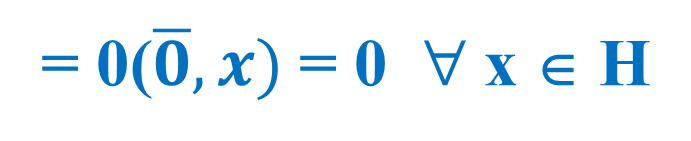 = 0(0̅, x) = 0 ∀ x ∈ H